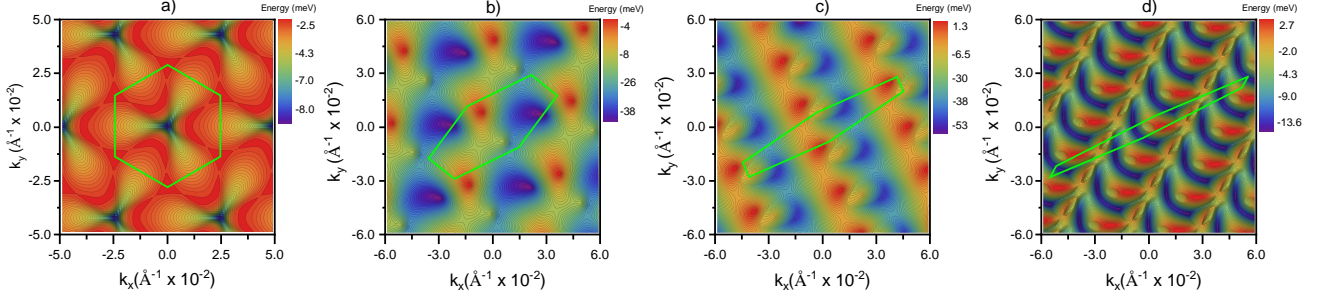 a)
Energy (meV)
-2.5
-4.3
-7.0
-8.0
5.0
2.5
0.0
-2.5
-5.0
-5.0 -2.5 0.0 2.5 5.0
ky (Å-1 x 10-2)
kx(Å-1 x 10-2)
b)
Energy (meV)
-4
-8
-26
-38
6.0
3.0
0.0
-3.0
6.0
-6.0 -3.0 0.0 3.0 6.0
ky (Å-1 x 10-2)
kx(Å-1 x 10-2)
c)
Energy (meV)
1.3
-6.5
-30
-38
-53
6.0
3.0
0.0
-3.0
6.0
-6.0 -3.0 0.0 3.0 6.0
ky (Å-1 x 10-2)
kx(Å-1 x 10-2)
d)
Energy (meV)
2.7
-2.0
-4.3
-9.0
-13.6
6.0
3.0
0.0
-3.0
6.0
-6.0 -3.0 0.0 3.0 6.0
ky (Å-1 x 10-2)
kx(Å-1 x 10-2)